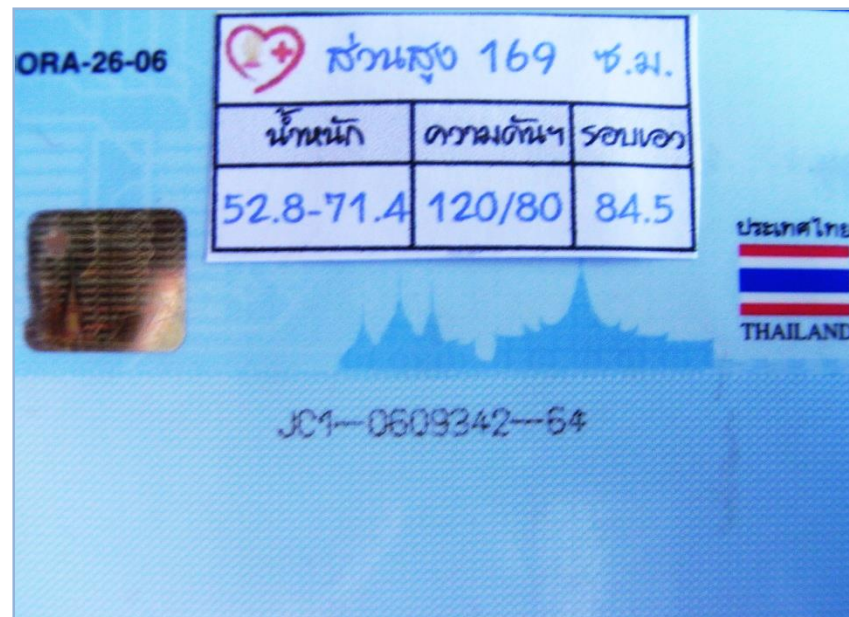 ORA-26-06
ส่วนสูง 169 ซ.ม.
น้ำหนัก ความดันฯ รอบเอว
52.8-71.4 120/80 84.5
ประเทศไทย
THAILAND
JC1-0609342-64